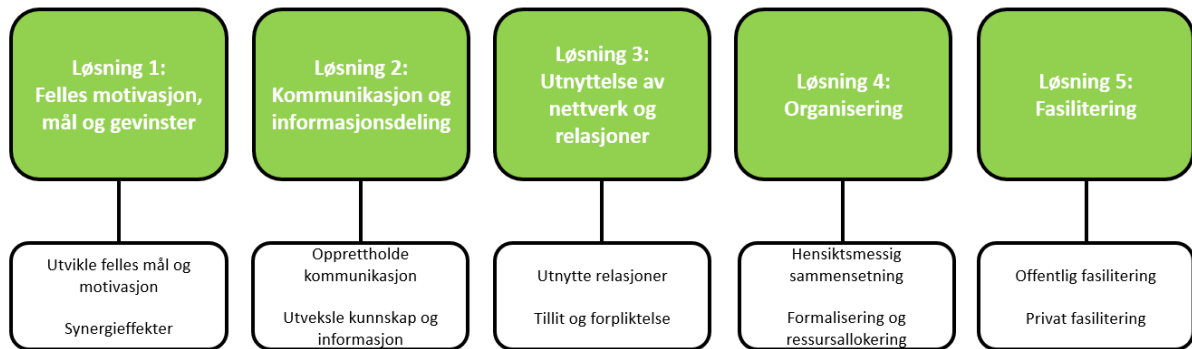 Løsning 1:
Felles motivasjon,
mål og gevinster
Løsning 2:
Kommunikasjon og
informasjonsdeling
Løsning 3:
Utnyttelse av
nettverk og
relasjoner
Løsning 4:
Organisering
Løsning 5:
Fasilitering
Utvikle felles mål og
motivasjon
Synergieffekter
Opprettholde
kommunikasjon
Utveksle kunnskap og
informasjon
Utnytte relasjoner
Tillit og forpliktelse
Hensiktsmessig
sammensetning
Formalisering og
ressursallokering
Offentlig fasilitering
Privat fasilitering